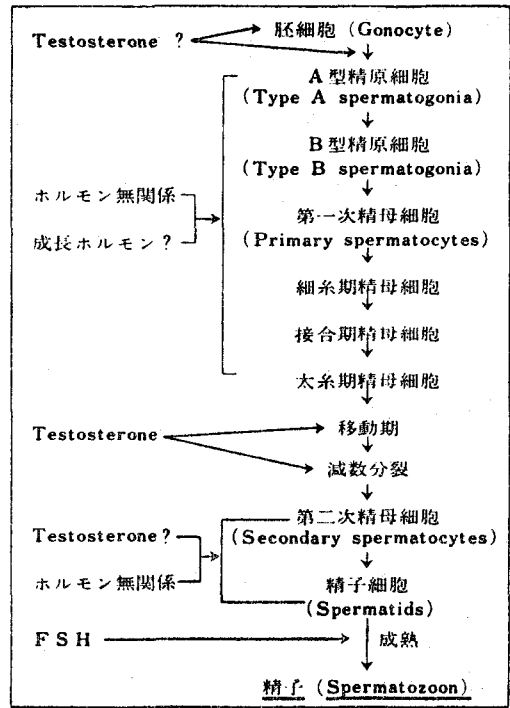 Testosterone ?
胚細胞 (Gonocyte)
A型精原細胞
(Type A spermatogonia)
B型精原細胞
(Type B spermatogonia)
ホルモン無関係
成長ホルモン?
第一次精母細胞
(Primary spermatocytes)
細糸期精母細胞
接合期精母細胞
太糸期精母細胞
Testosterone
移動期
減数分裂
第二次精母細胞
(Secondary spermatocytes)
Testosterone?
ホルモン無関係
精子細胞
(Spermatids)
FSH
成熟
精子 (Spermatozoon)